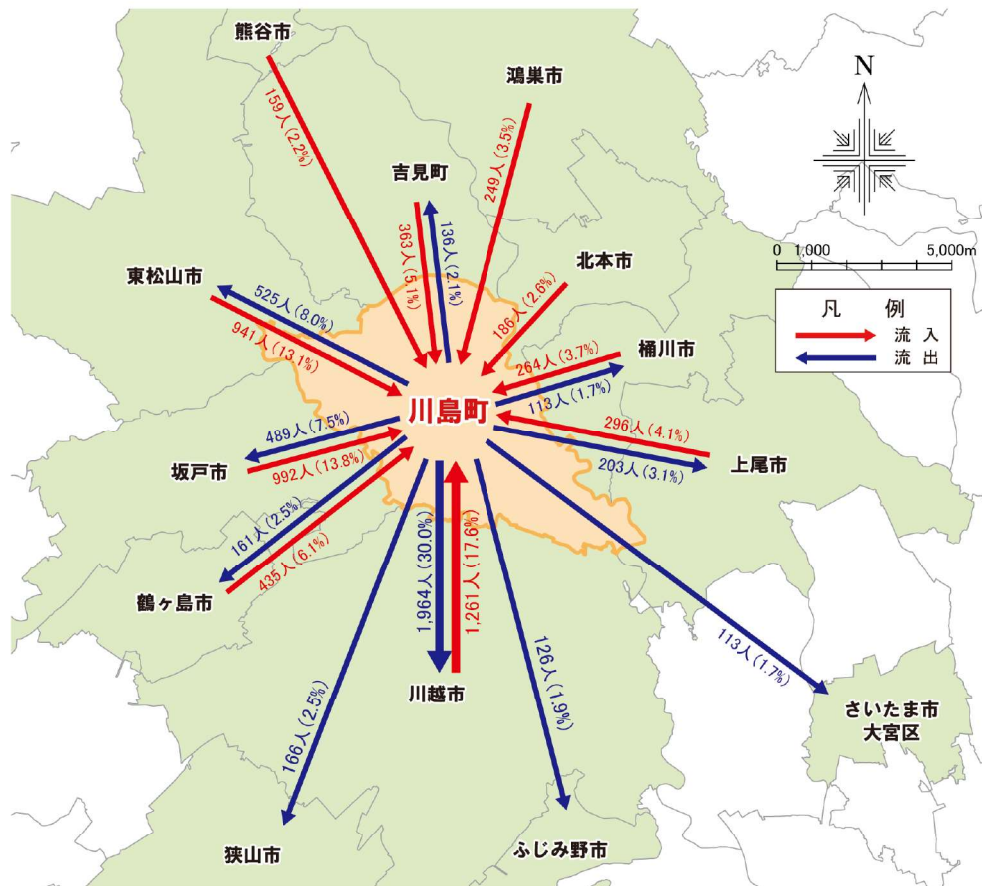 熊谷市
鴻巣市
N
159人(2.2%)
249人(3.5%)
吉見町
363人(5.1%)
136人(2.1%)
北本市
186人(2.6%)
0 1,000 5,000m
凡 例
流入
流出
東松山市
525人(8.0%)
941人(13.1%)
桶川市
264人(3.7%)
113人(1.7%)
川島町
489人(7.5%)
992人(13.8%)
坂戸市
296人(4.1%)
203人(3.1%)
上尾市
161人(2.5%)
435人(6.1%)
鶴ヶ島市
1,964人(30.0%)
1,261人(17.6%)
川越市
166人(2.5%)
126人(1.9%)
113人(1.7%)
さいたま市
大宮区
狭山市
ふじみ野市